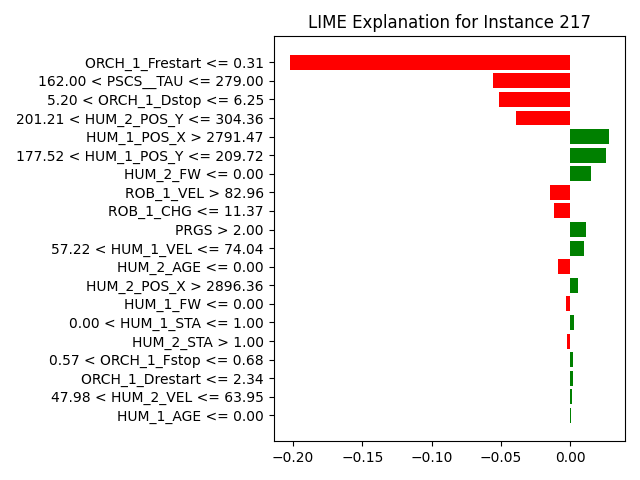 LIME Explanation for Instance 217
ORCH_1_Frestart <= 0.31
162.00 < PSCS__TAU <= 279.00
5.20 < ORCH_1_Dstop <= 6.25
201.21 < HUM_2_POS_Y <= 304.36
HUM_1_POS_X > 2791.47
177.52 < HUM_1_POS_Y <= 209.72
HUM_2_FW <= 0.00
ROB_1_VEL > 82.96
ROB_1_CHG <= 11.37
PRGS > 2.00
57.22 < HUM_1_VEL <= 74.04
HUM_2_AGE <= 0.00
HUM_2_POS_X > 2896.36
HUM_1_FW <= 0.00
0.00 < HUM_1_STA <= 1.00
HUM_2_STA > 1.00
0.57 < ORCH_1_Fstop <= 0.68
ORCH_1_Drestart <= 2.34
47.98 < HUM_2_VEL <= 63.95
HUM_1_AGE <= 0.00
−0.20 −0.15 −0.10 −0.05 0.00